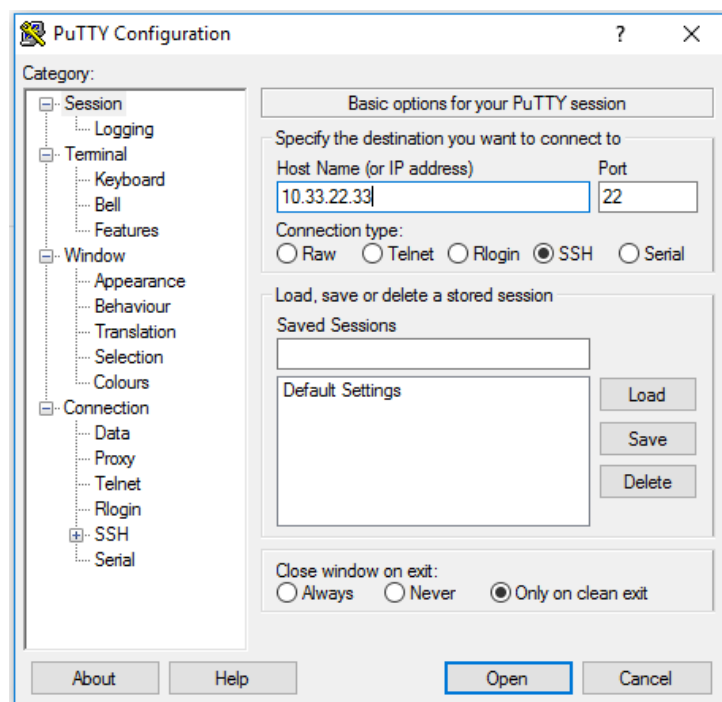 PuTTY Configuration
?
Category:
Session
Logging
Terminal
Keyboard
Bell
Features
Window
Appearance
Behaviour
Translation
Selection
Colours
Connection
Data
Proxy
Telnet
Rlogin
SSH
Serial
Basic options for your PuTTY session
Specify the destination you want to connect to
Host Name (or IP address) Port
10.33.22.33 22
Connection type:
Raw Telnet Rlogin SSH Serial
Load, save or delete a stored session
Saved Sessions
Default Settings
Load
Save
Delete
Close window on exit:
Always Never Only on clean exit
About Help Open Cancel